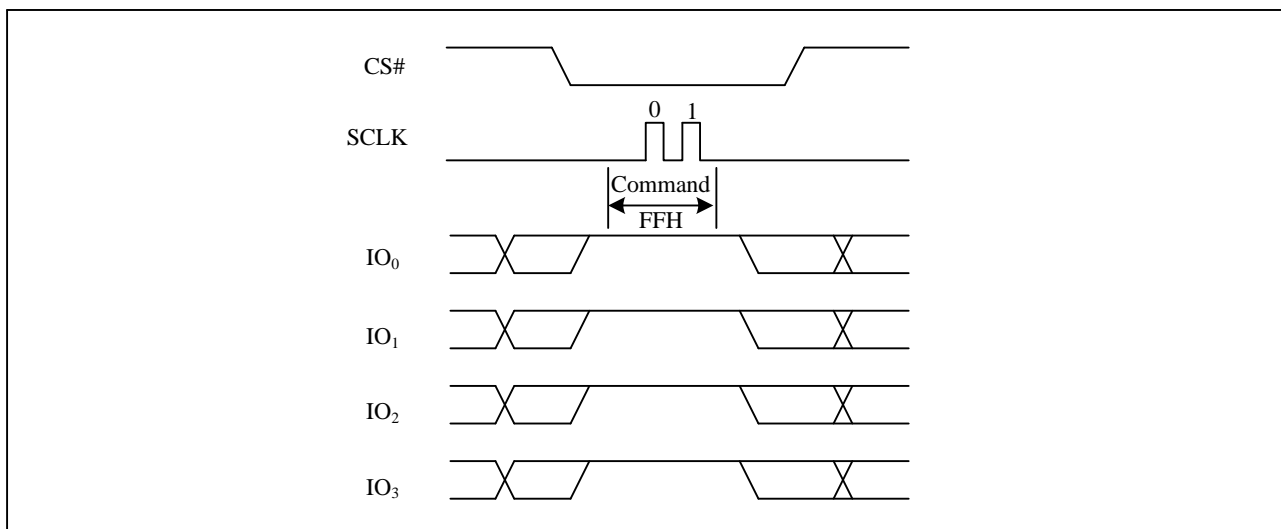 CS#
0 1
SCLK
Command
FFH
IO₀
IO₁
IO₂
IO₃